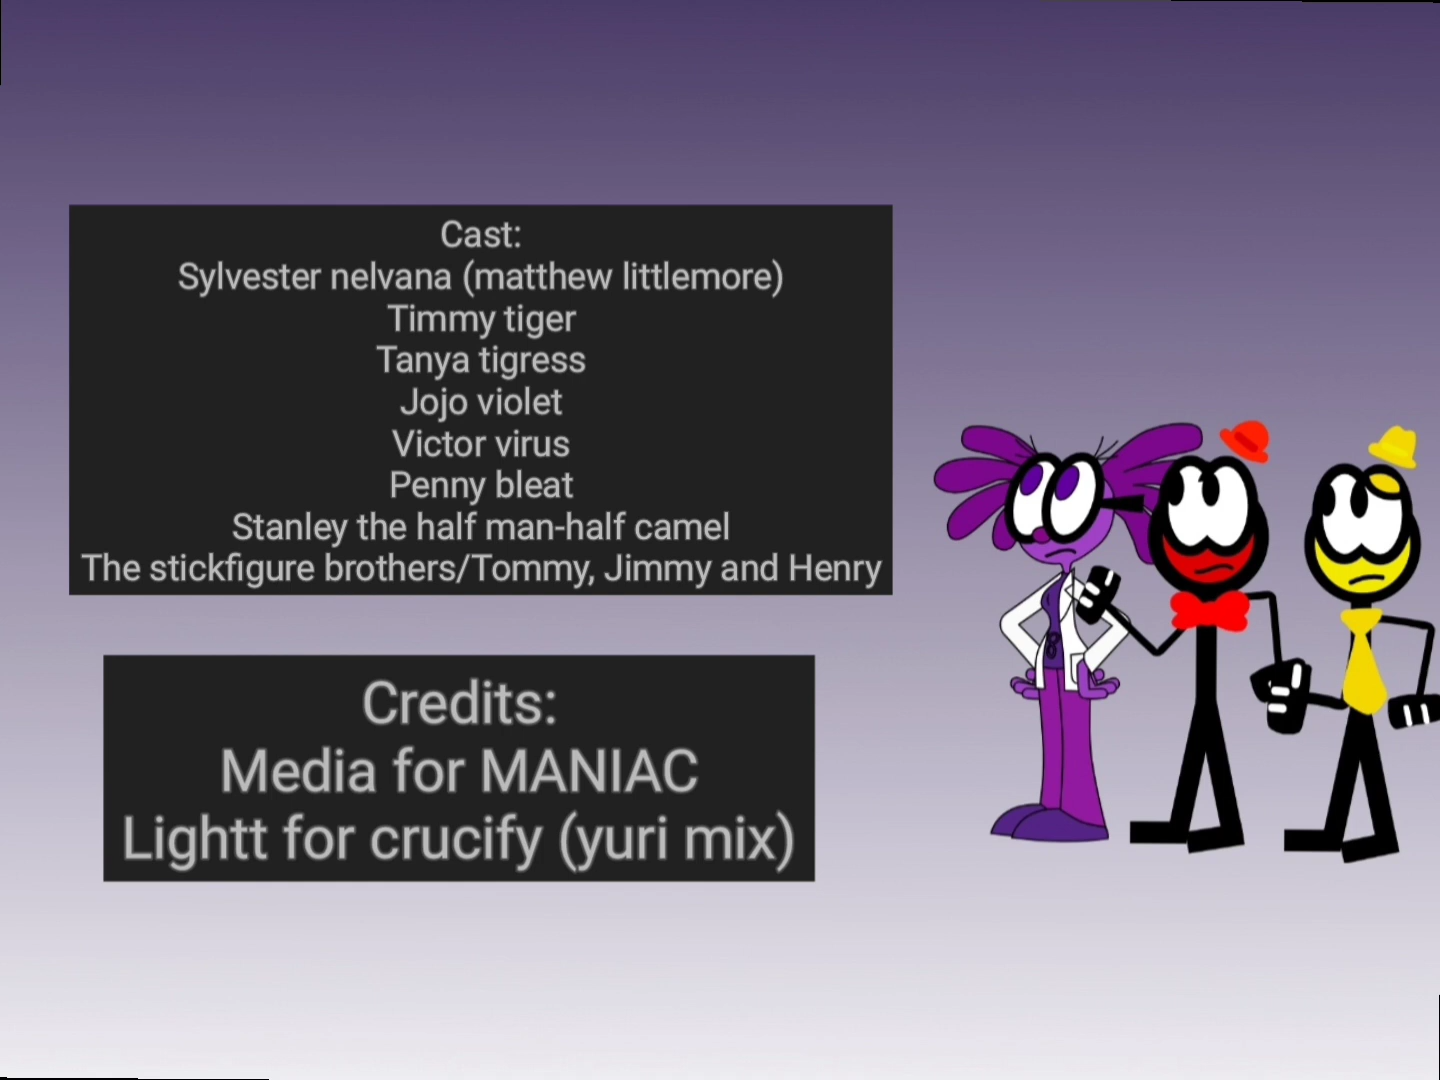 Cast:
Sylvester nelvana (matthew littlemore)
Timmy tiger
Tanya tigress
Jojo violet
Victor virus
Penny bleat
Stanley the half man-half camel
The stickfigure brothers/Tommy, Jimmy and Henry
Credits:
Media for MANIAC
Lightt for crucify (yuri mix)
8